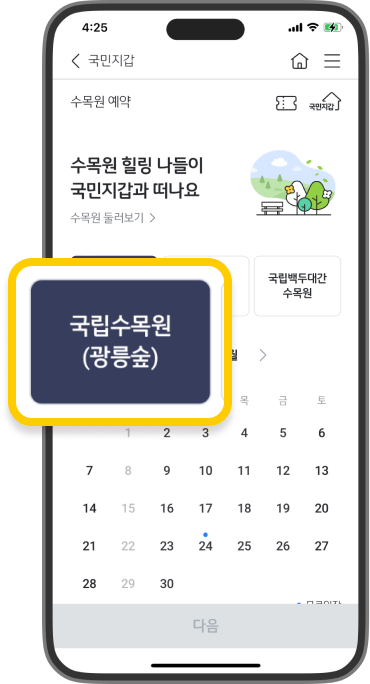 4:25
국민지갑
수목원 예약
국민지갑
수목원 힐링 나들이
국민지갑과 떠나요
수목원 둘러보기 >
국립백두대간
수목원
국립수목원
(광릉숲)
월 >
목 금 토
1 2 3 4 5 6
7 8 9 10 11 12 13
14 15 16 17 18 19 20
21 22 23 24 25 26 27
28 29 30
다음